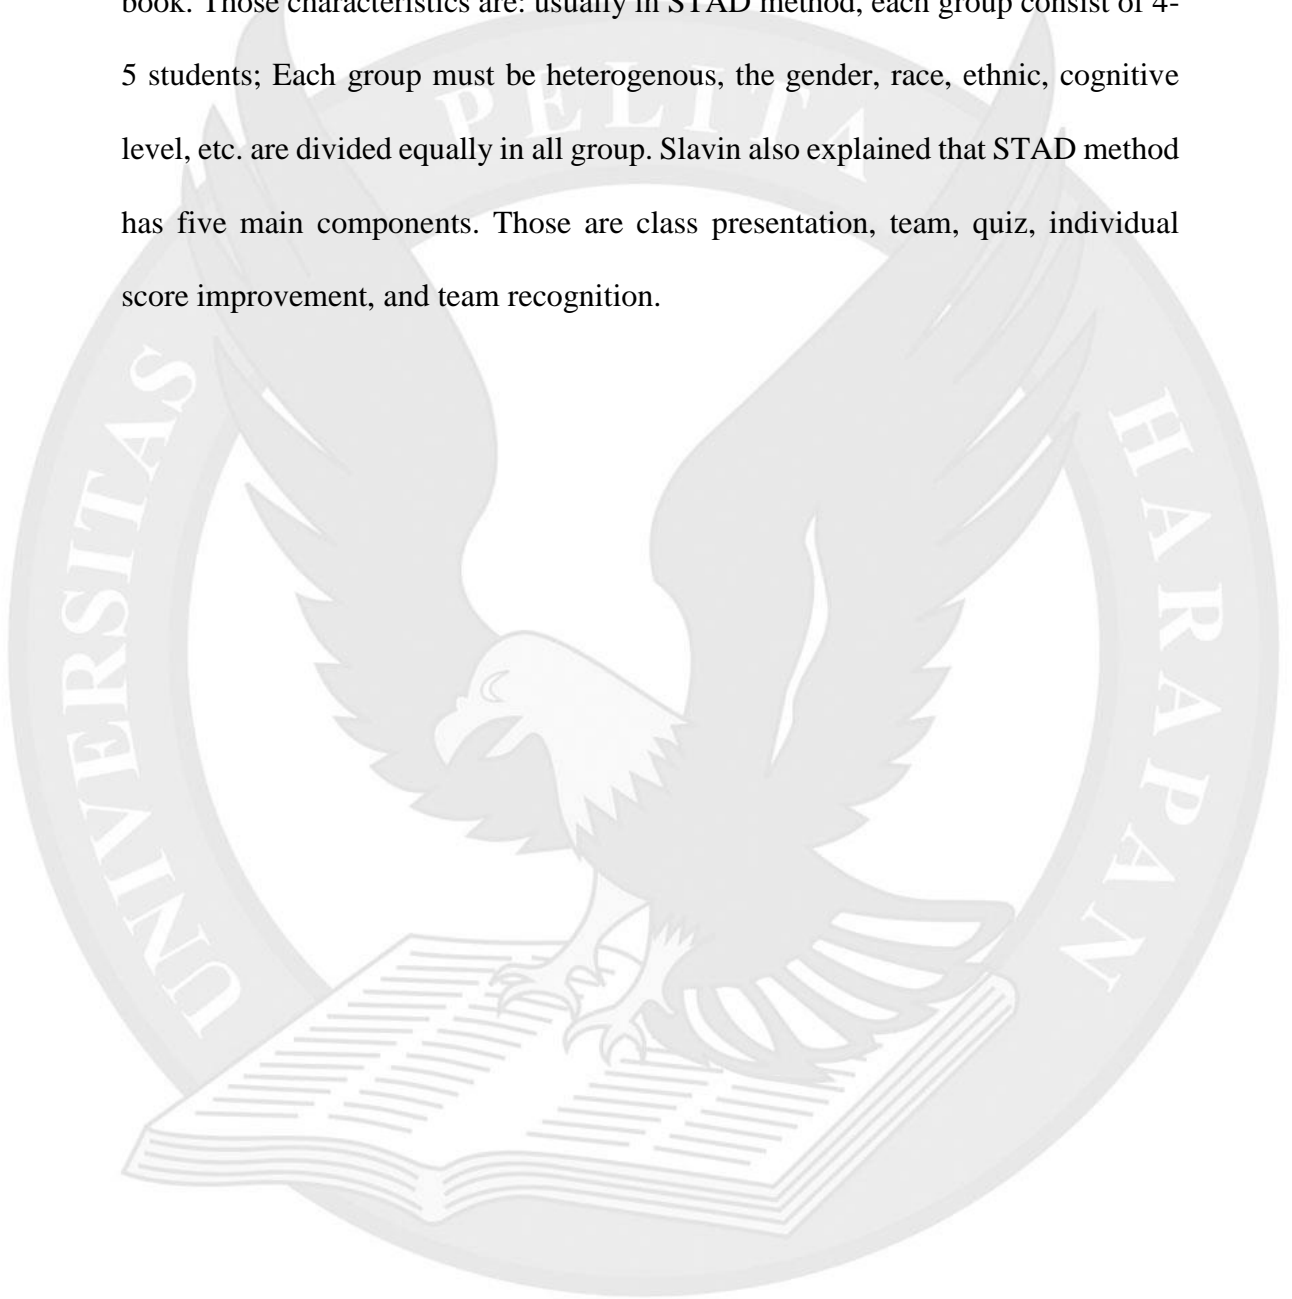 book. Those characteristics are: usually in STAD method, each group consist of 4-
5 students; Each group must be heterogenous, the gender, race, ethnic, cognitive
level, etc. are divided equally in all group. Slavin also explained that STAD method
has five main components. Those are class presentation, team, quiz, individual
score improvement, and team recognition.
UNIVERSITAS PELITA HARAPAN